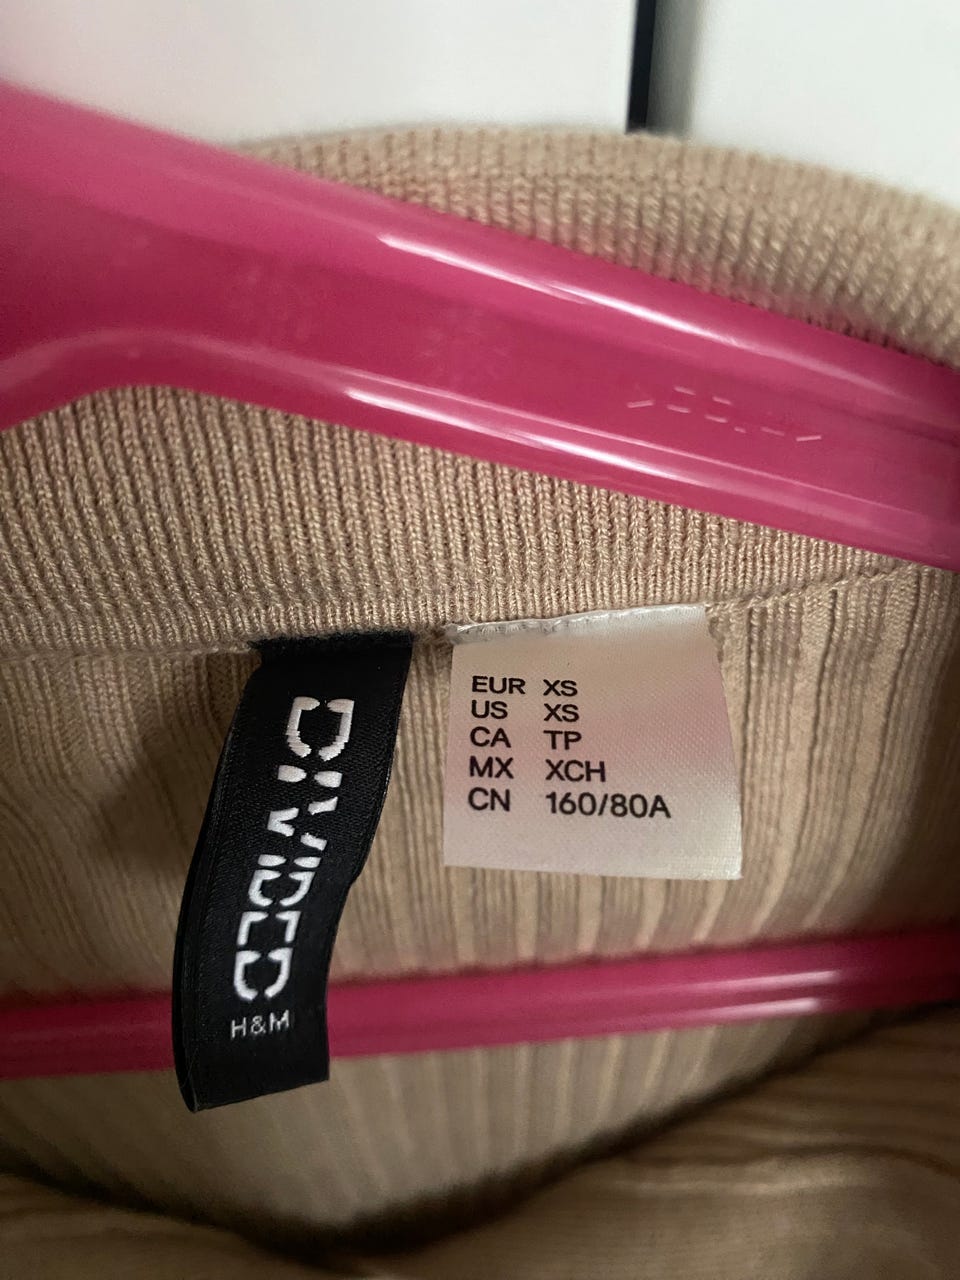 DIVIDED
H&M
EUR XS
US XS
CA TP
MX XCH
CN 160/80A